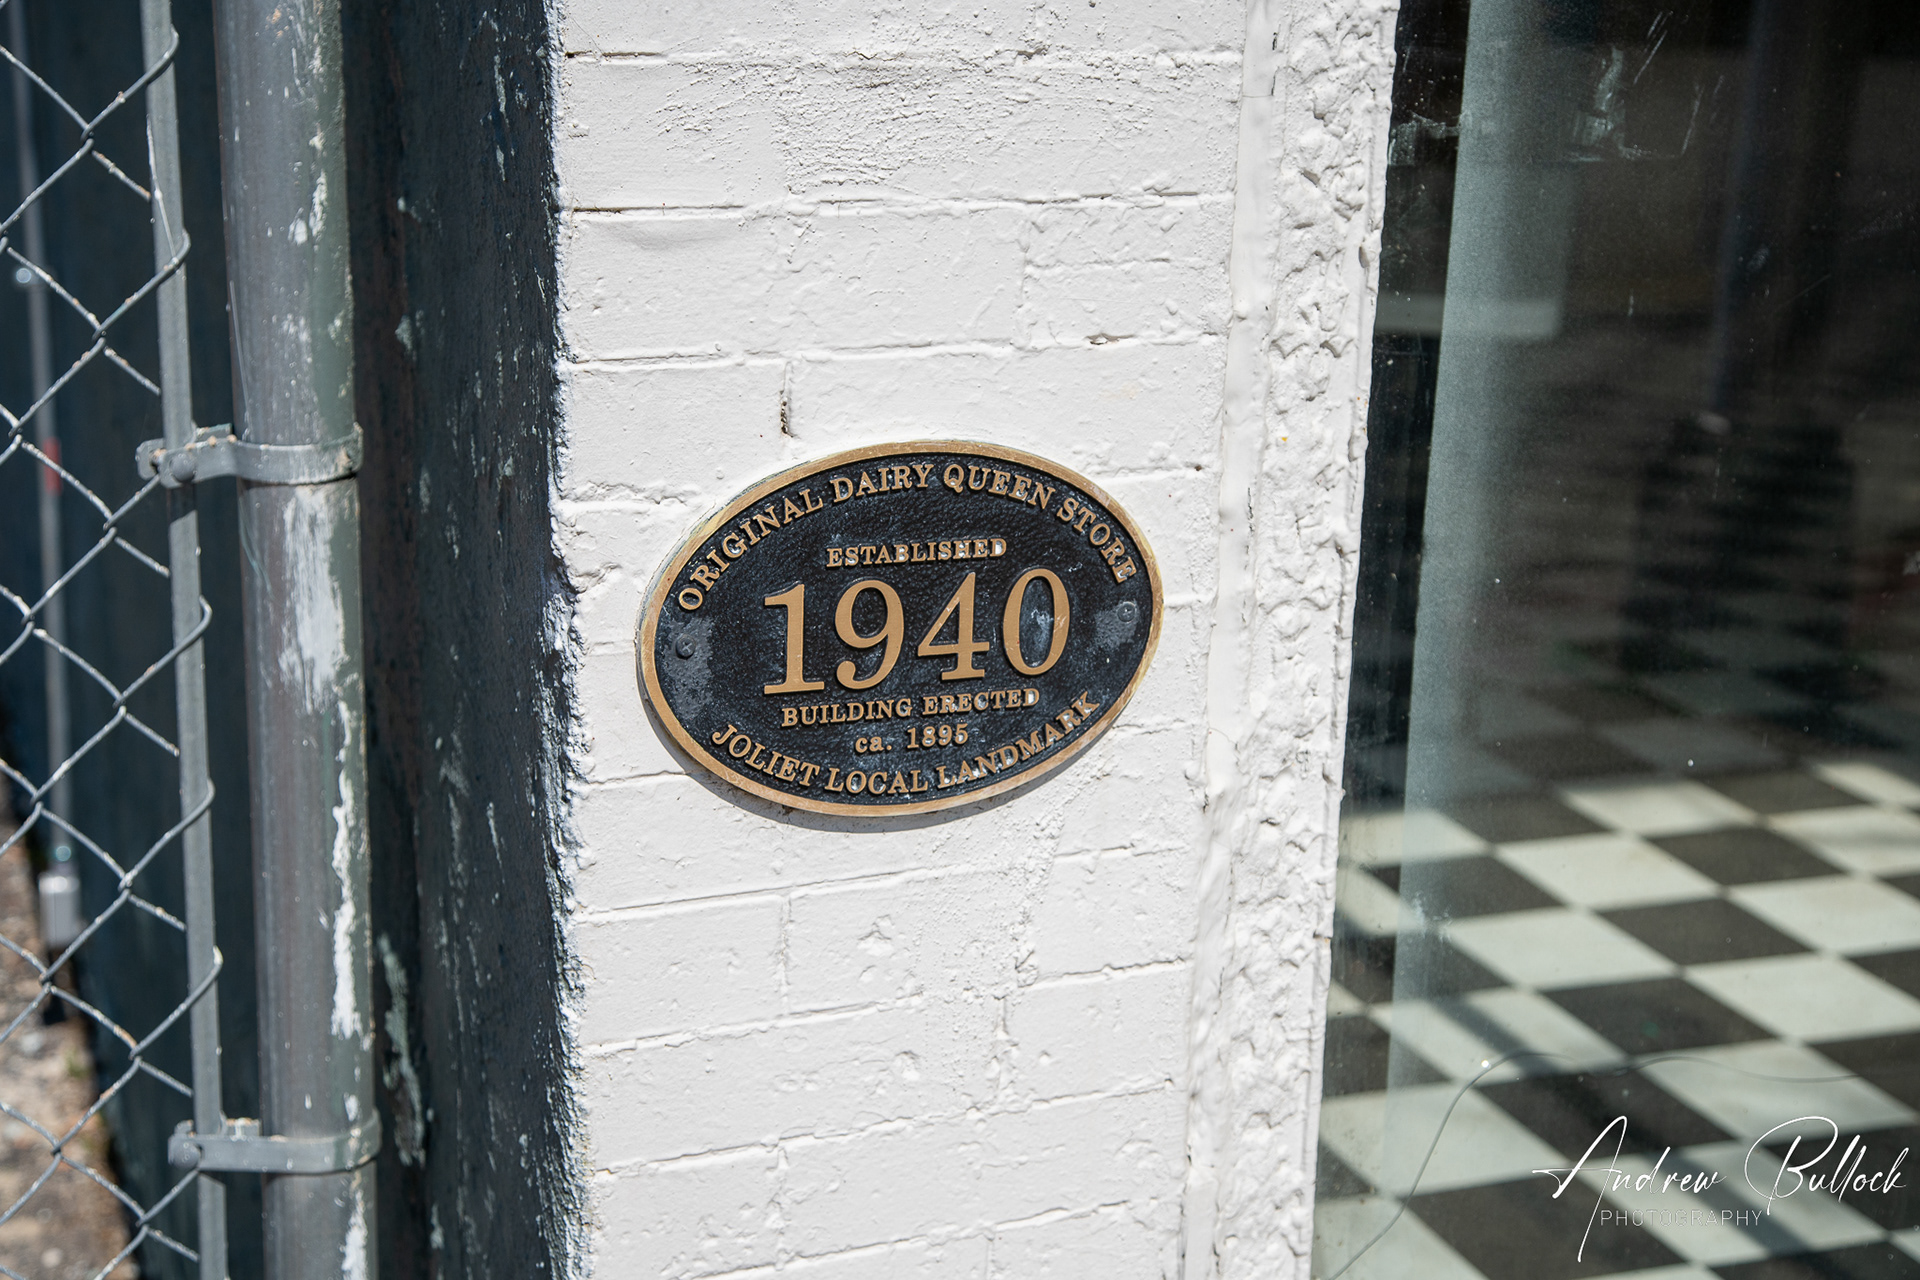 ORIGINAL DAIRY QUEEN STORE
ESTABLISHED
1940
BUILDING ERECTED
ca. 1895
JOLIET LOCAL LANDMARK
Andrew Bullock
PHOTOGRAPHY